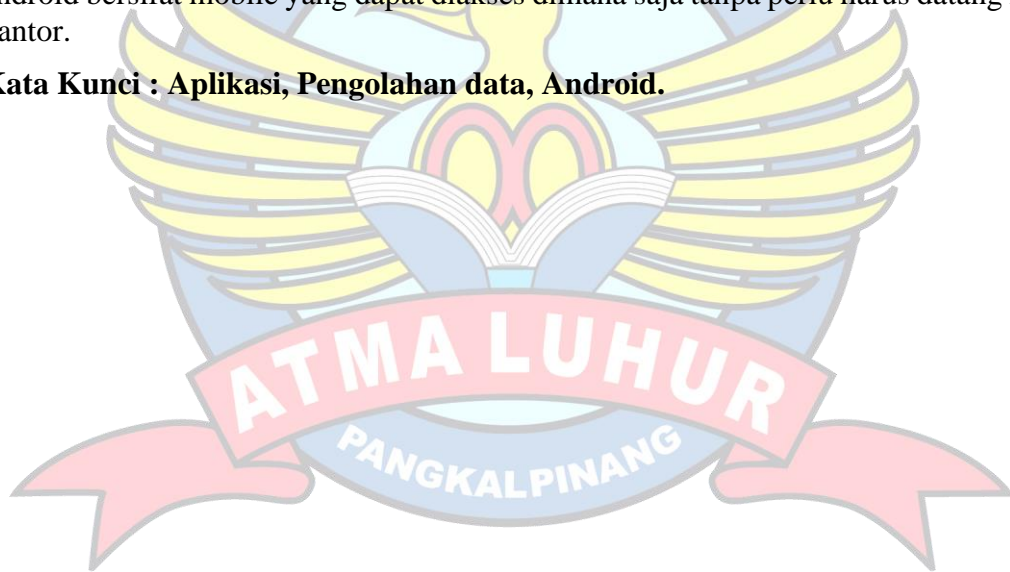 android bersifat mobile yang dapat diakses dimana saja tanpa perlu harus datang
kantor.
Kata Kunci : Aplikasi, Pengolahan data, Android.
ATMA LUHUR
PANGKALPINANG